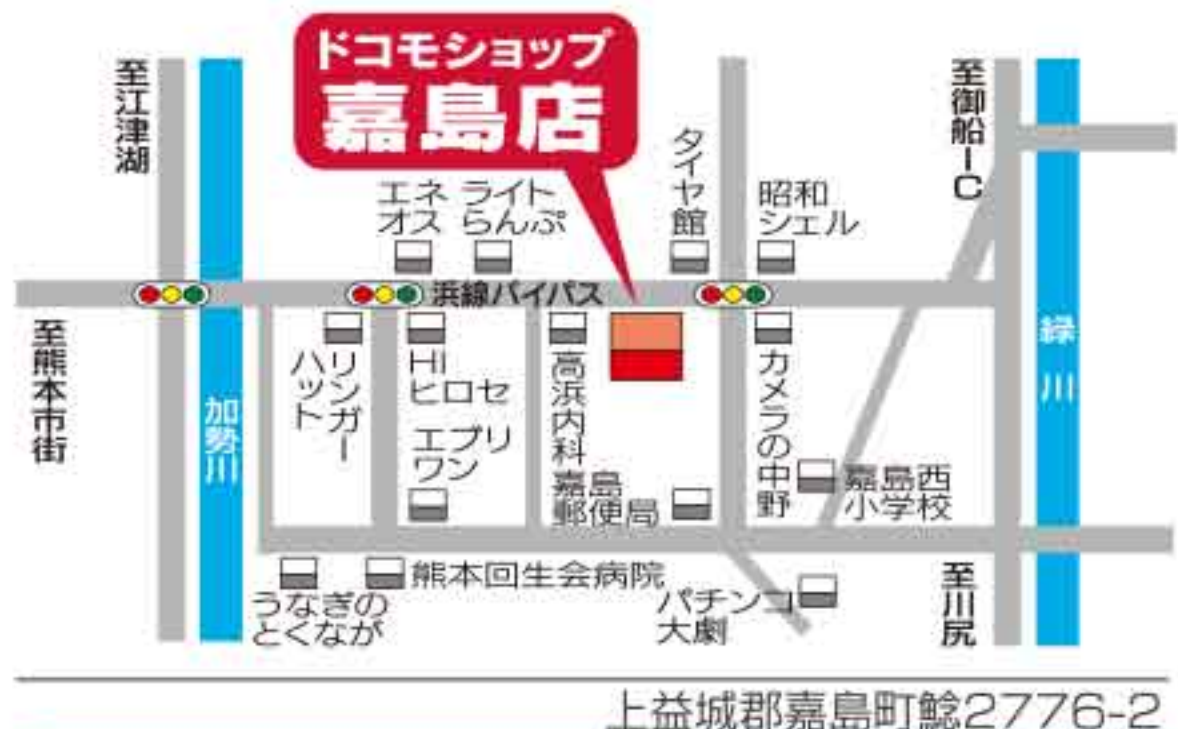 ドコモショップ
嘉島店
至江津湖
至御船IC
タイヤ館
エネ
オス
ライト
らんぷ
昭和
シェル
浜線バイパス
至熊本市街
加勢川
リンガー
ハット
HI
ヒロセ
エブリ
ワン
高浜内科
カメラの中野
緑川
嘉島
郵便局
嘉島西
小学校
うなぎの
とくなが
熊本回生会病院
パチンコ
大劇
至川尻
上益城郡嘉島町鯰2776-2